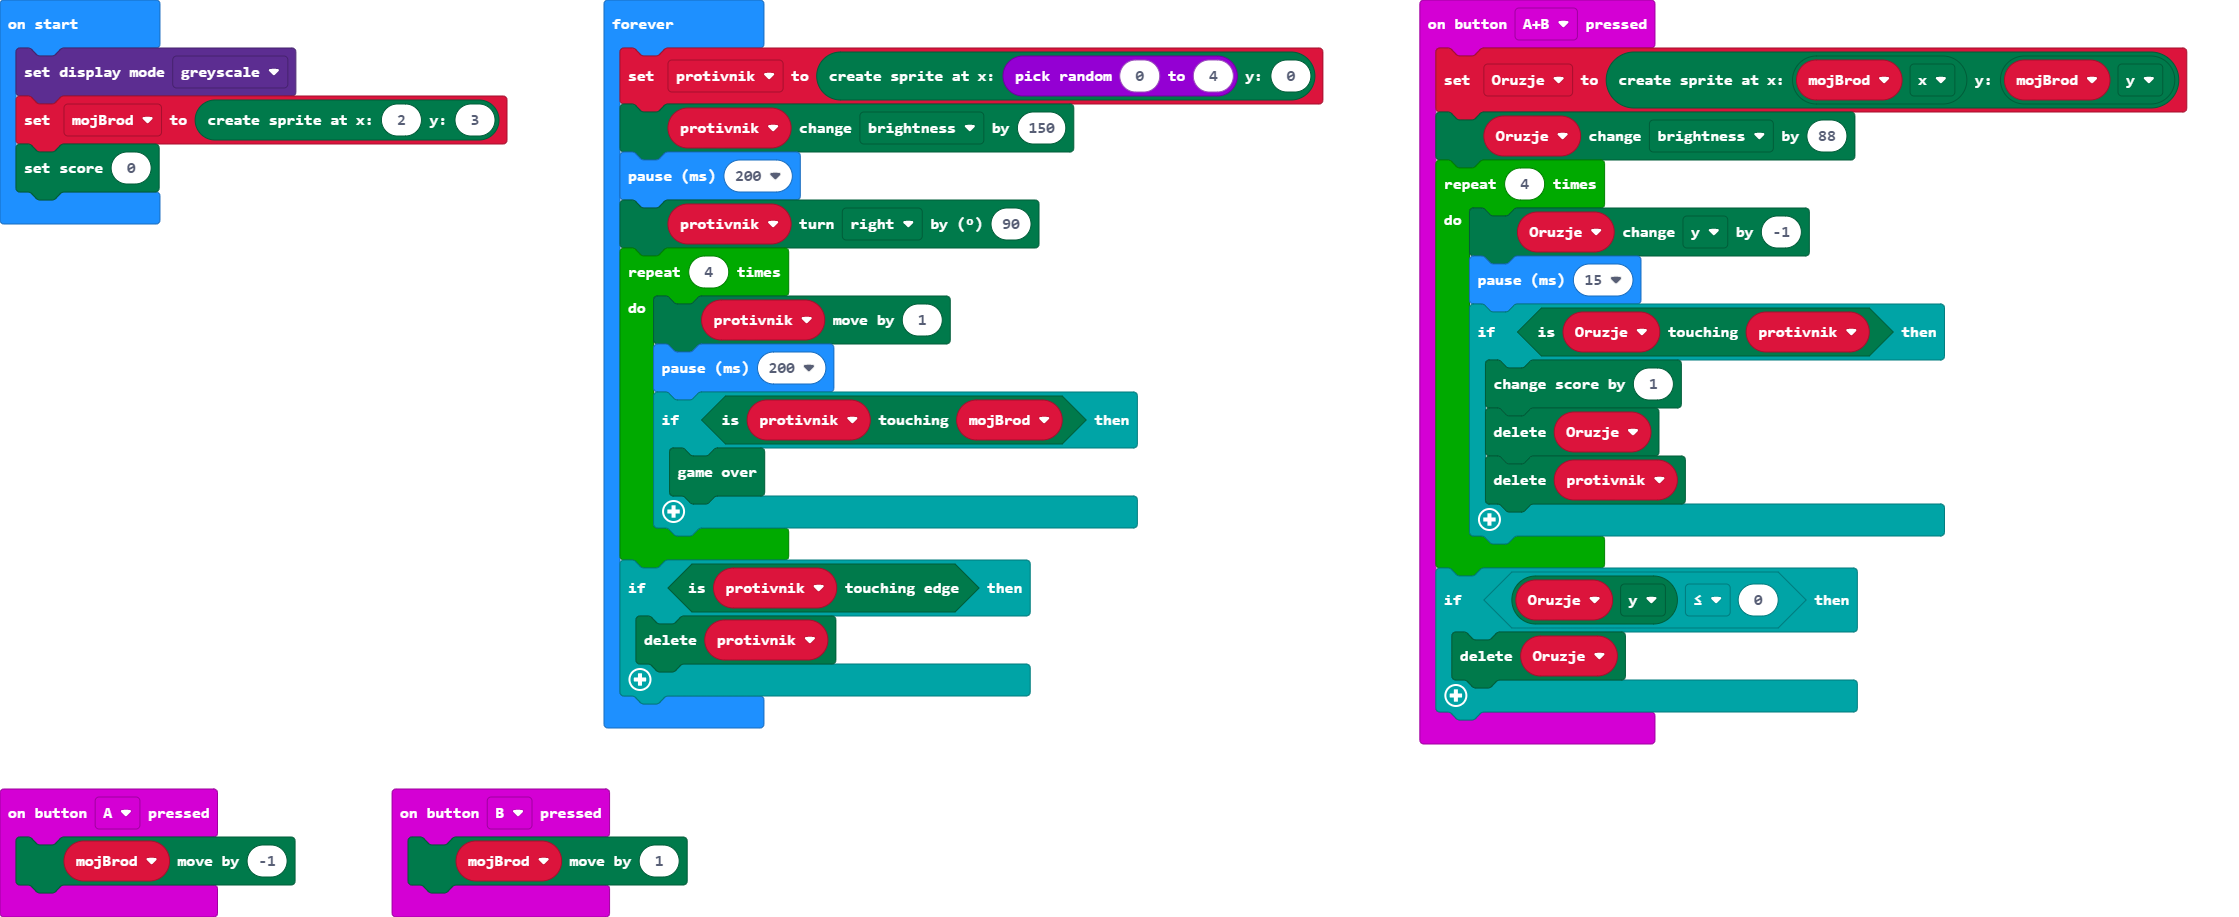 on start
set display mode greyscale
set mojBrod to create sprite at x: 2 y: 3
set score 0
forever
set protivnik to create sprite at x: pick random 0 to 4 y: 0
protivnik change brightness by 150
pause (ms) 200
protivnik turn right by (º) 90
repeat 4 times
do
protivnik move by 1
pause (ms) 200
if is protivnik touching mojBrod then
game over
if is protivnik touching edge then
delete protivnik
on button A+B pressed
set Oruzje to create sprite at x: mojBrod x y: mojBrod y
Oruzje change brightness by 88
repeat 4 times
do
Oruzje change y by -1
pause (ms) 15
if is Oruzje touching protivnik then
change score by 1
delete Oruzje
delete protivnik
if Oruzje y ≤ 0 then
delete Oruzje
on button A pressed
mojBrod move by -1
on button B pressed
mojBrod move by 1